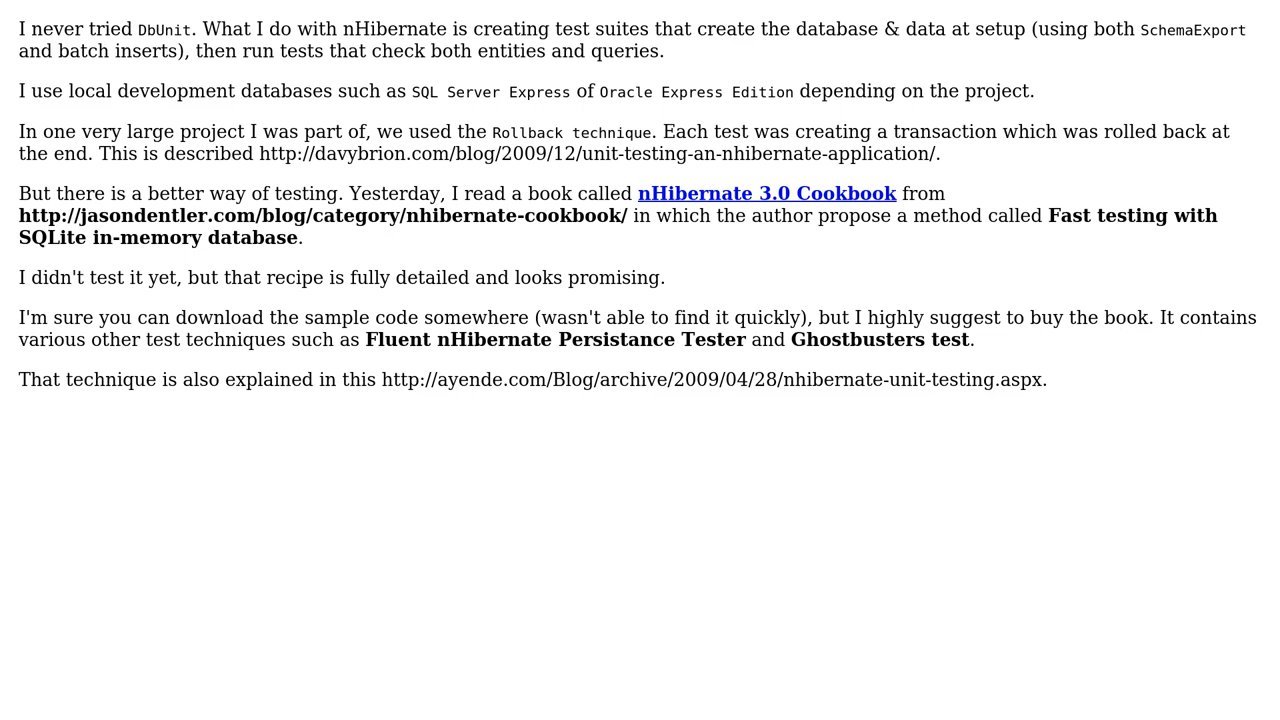 I never tried DbUnit. What I do with nHibernate is creating test suites that create the database & data at setup (using both SchemaExport
and batch inserts), then run tests that check both entities and queries.
I use local development databases such as SQL Server Express of Oracle Express Edition depending on the project.
In one very large project I was part of, we used the Rollback technique. Each test was creating a transaction which was rolled back at
the end. This is described http://davybrion.com/blog/2009/12/unit-testing-an-nhibernate-application/.
But there is a better way of testing. Yesterday, I read a book called nHibernate 3.0 Cookbook from
http://jasondentler.com/blog/category/nhibernate-cookbook/ in which the author propose a method called Fast testing with
SQLite in-memory database.
I didn't test it yet, but that recipe is fully detailed and looks promising.
I'm sure you can download the sample code somewhere (wasn't able to find it quickly), but I highly suggest to buy the book. It contains
various other test techniques such as Fluent nHibernate Persistance Tester and Ghostbusters test.
That technique is also explained in this http://ayende.com/Blog/archive/2009/04/28/nhibernate-unit-testing.aspx.